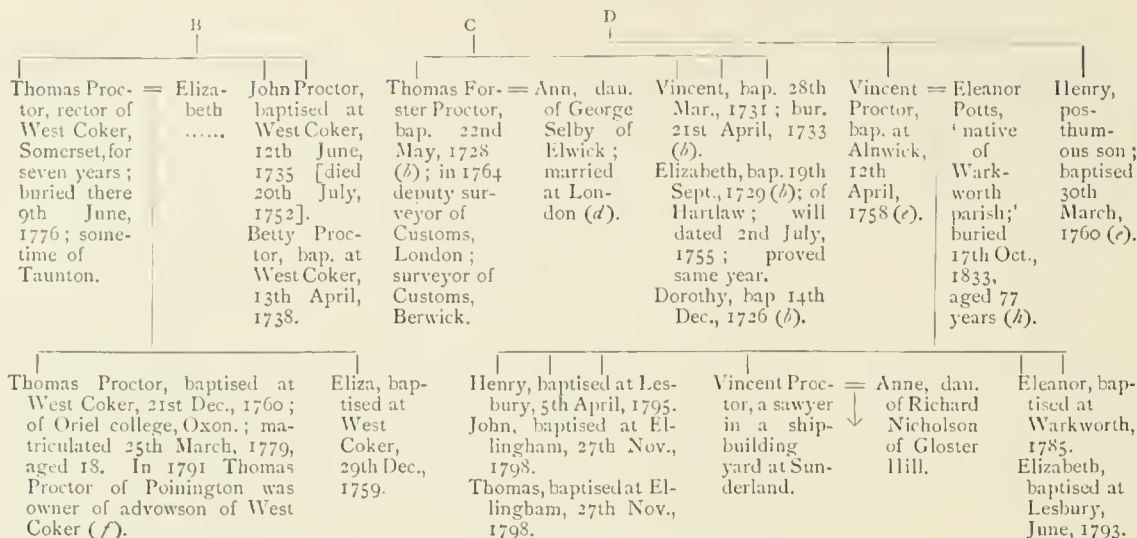 B
C
D
Thomas Proc-
tor, rector of
West Coker,
Somerset, for
seven years;
buried there
9th June,
1776; some-
time of
Taunton.
=
Eliza-
beth
......
John Proctor,
baptised at
West Coker,
12th June,
1735 [died
20th July,
1752].
Betty Proc-
tor, bap. at
West Coker,
13th April,
1738.
Thomas For-
ster Proctor,
bap. 22nd
May, 1728
(b); in 1764
deputy sur-
veyor of
Customs,
London;
surveyor of
Customs,
Berwick.
=
Ann, dau.
of George
Selby of
Elwick;
married
at Lon-
don (d).
Vincent, bap. 28th
Mar., 1731; bur.
21st April, 1733
(b).
Elizabeth, bap. 19th
Sept., 1729 (b); of
Hartlaw; will
dated 2nd July,
1755; proved
same year.
Dorothy, bap 14th
Dec., 1726 (b).
Vincent
Proctor,
bap. at
Alnwick,
12th
April,
1758 (e).
=
Eleanor
Potts,
'native
of
Wark-
worth
parish;'
buried
17th Oct.,
1833,
aged 77
years (h).
Henry,
pos-
thum-
ous son;
baptised
30th
March,
1760 (e).
Thomas Proctor, baptised at
West Coker, 21st Dec., 1760;
of Oriel college, Oxon.; ma-
triculated 25th March, 1779,
aged 18. In 1791 Thomas
Proctor of Poinington was
owner of advowson of West
Coker (f).
Eliza, bap-
tised at
West
Coker,
29th Dec.,
1759.
Henry, baptised at Les-
bury, 5th April, 1795.
John, baptised at El-
lingham, 27th Nov.,
1798.
Thomas, baptised at El-
lingham, 27th Nov.,
1798.
Vincent Proc-
tor, a sawyer
in a ship-
building
yard at Sun-
derland.
=
Anne, dau.
of Richard
Nicholson
of Gloster
Hill.
Eleanor, bap-
tised at
Warkworth,
1785.
Elizabeth,
baptised at
Lesbury,
June, 1793.